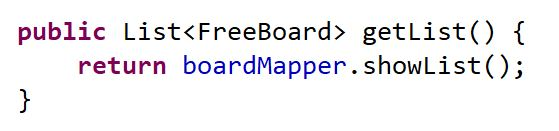 public List<FreeBoard> getList() {
    return boardMapper.showList();
}